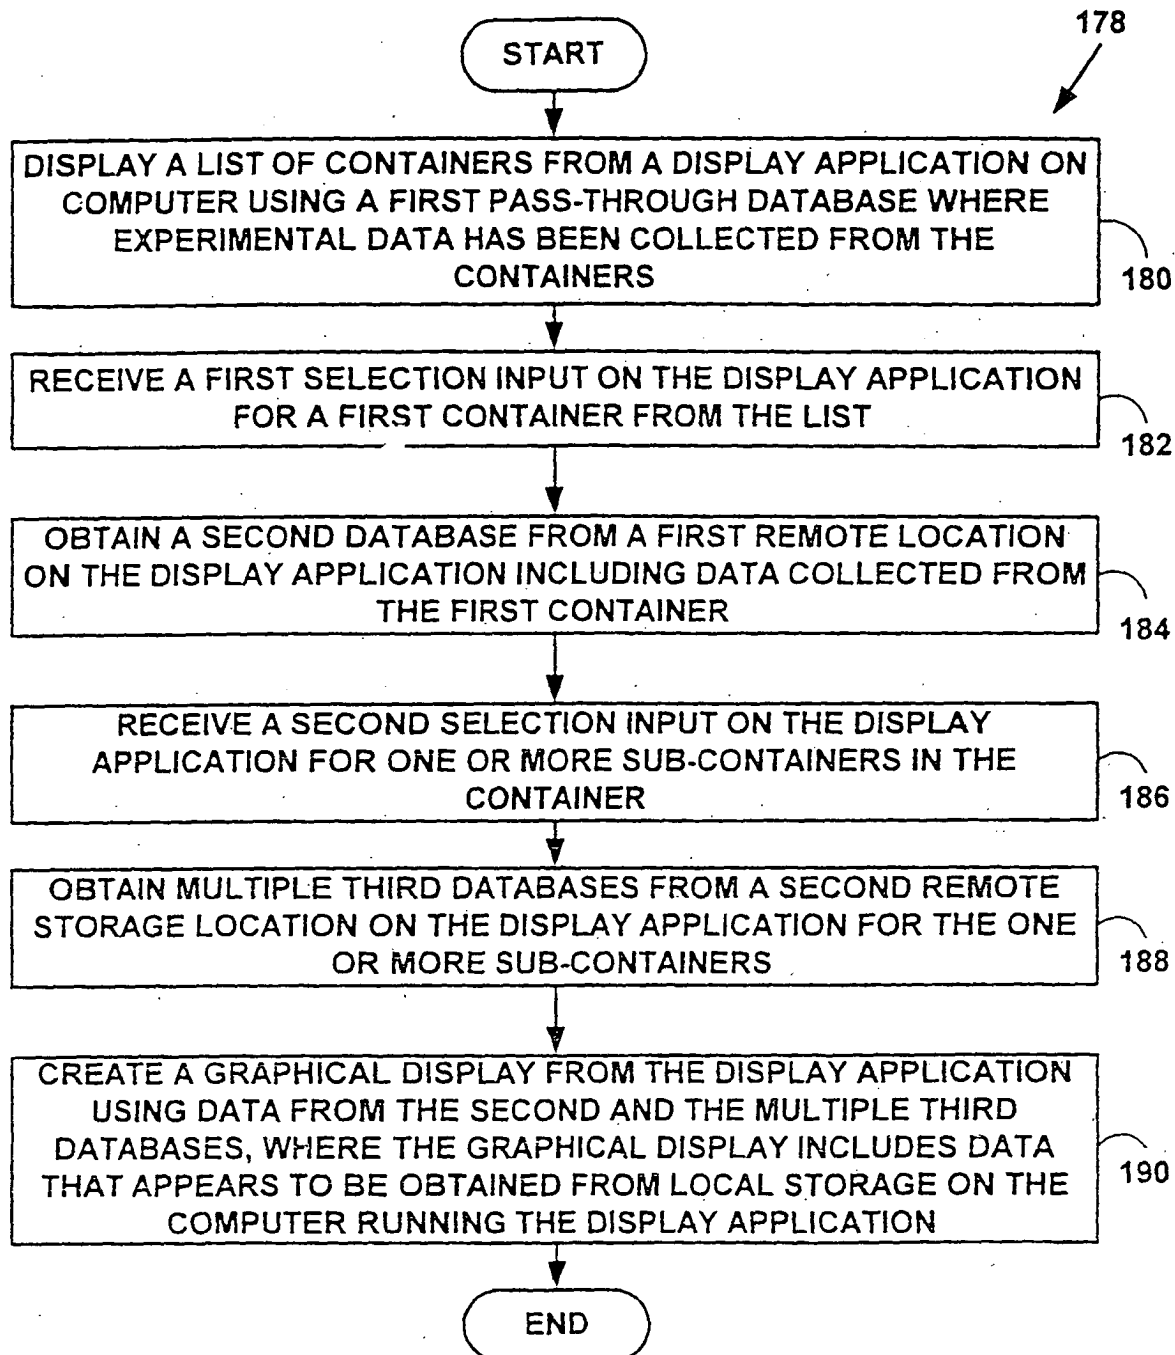 178
START
DISPLAY A LIST OF CONTAINERS FROM A DISPLAY APPLICATION ON
COMPUTER USING A FIRST PASS-THROUGH DATABASE WHERE
EXPERIMENTAL DATA HAS BEEN COLLECTED FROM THE
CONTAINERS
180
RECEIVE A FIRST SELECTION INPUT ON THE DISPLAY APPLICATION
FOR A FIRST CONTAINER FROM THE LIST
182
OBTAIN A SECOND DATABASE FROM A FIRST REMOTE LOCATION
ON THE DISPLAY APPLICATION INCLUDING DATA COLLECTED FROM
THE FIRST CONTAINER
184
RECEIVE A SECOND SELECTION INPUT ON THE DISPLAY
APPLICATION FOR ONE OR MORE SUB-CONTAINERS IN THE
CONTAINER
186
OBTAIN MULTIPLE THIRD DATABASES FROM A SECOND REMOTE
STORAGE LOCATION ON THE DISPLAY APPLICATION FOR THE ONE
OR MORE SUB-CONTAINERS
188
CREATE A GRAPHICAL DISPLAY FROM THE DISPLAY APPLICATION
USING DATA FROM THE SECOND AND THE MULTIPLE THIRD
DATABASES, WHERE THE GRAPHICAL DISPLAY INCLUDES DATA
THAT APPEARS TO BE OBTAINED FROM LOCAL STORAGE ON THE
COMPUTER RUNNING THE DISPLAY APPLICATION
190
END